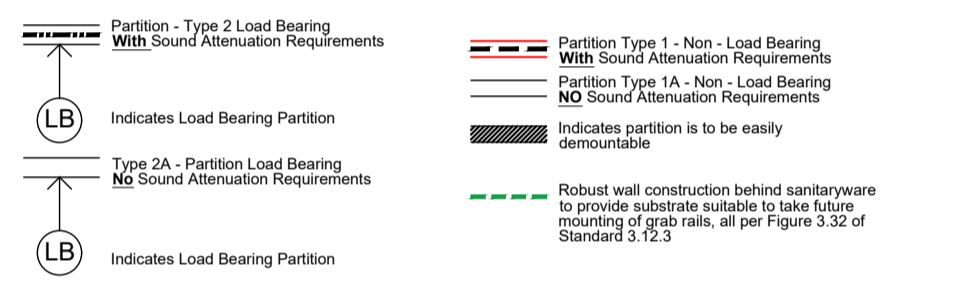 Partition - Type 2 Load Bearing
With Sound Attenuation Requirements
LB
Indicates Load Bearing Partition
Type 2A - Partition Load Bearing
No Sound Attenuation Requirements
LB
Indicates Load Bearing Partition
Partition Type 1 - Non - Load Bearing
With Sound Attenuation Requirements
Partition Type 1A - Non - Load Bearing
NO Sound Attenuation Requirements
Indicates partition is to be easily
demountable
Robust wall construction behind sanitaryware
to provide substrate suitable to take future
mounting of grab rails, all per Figure 3.32 of
Standard 3.12.3